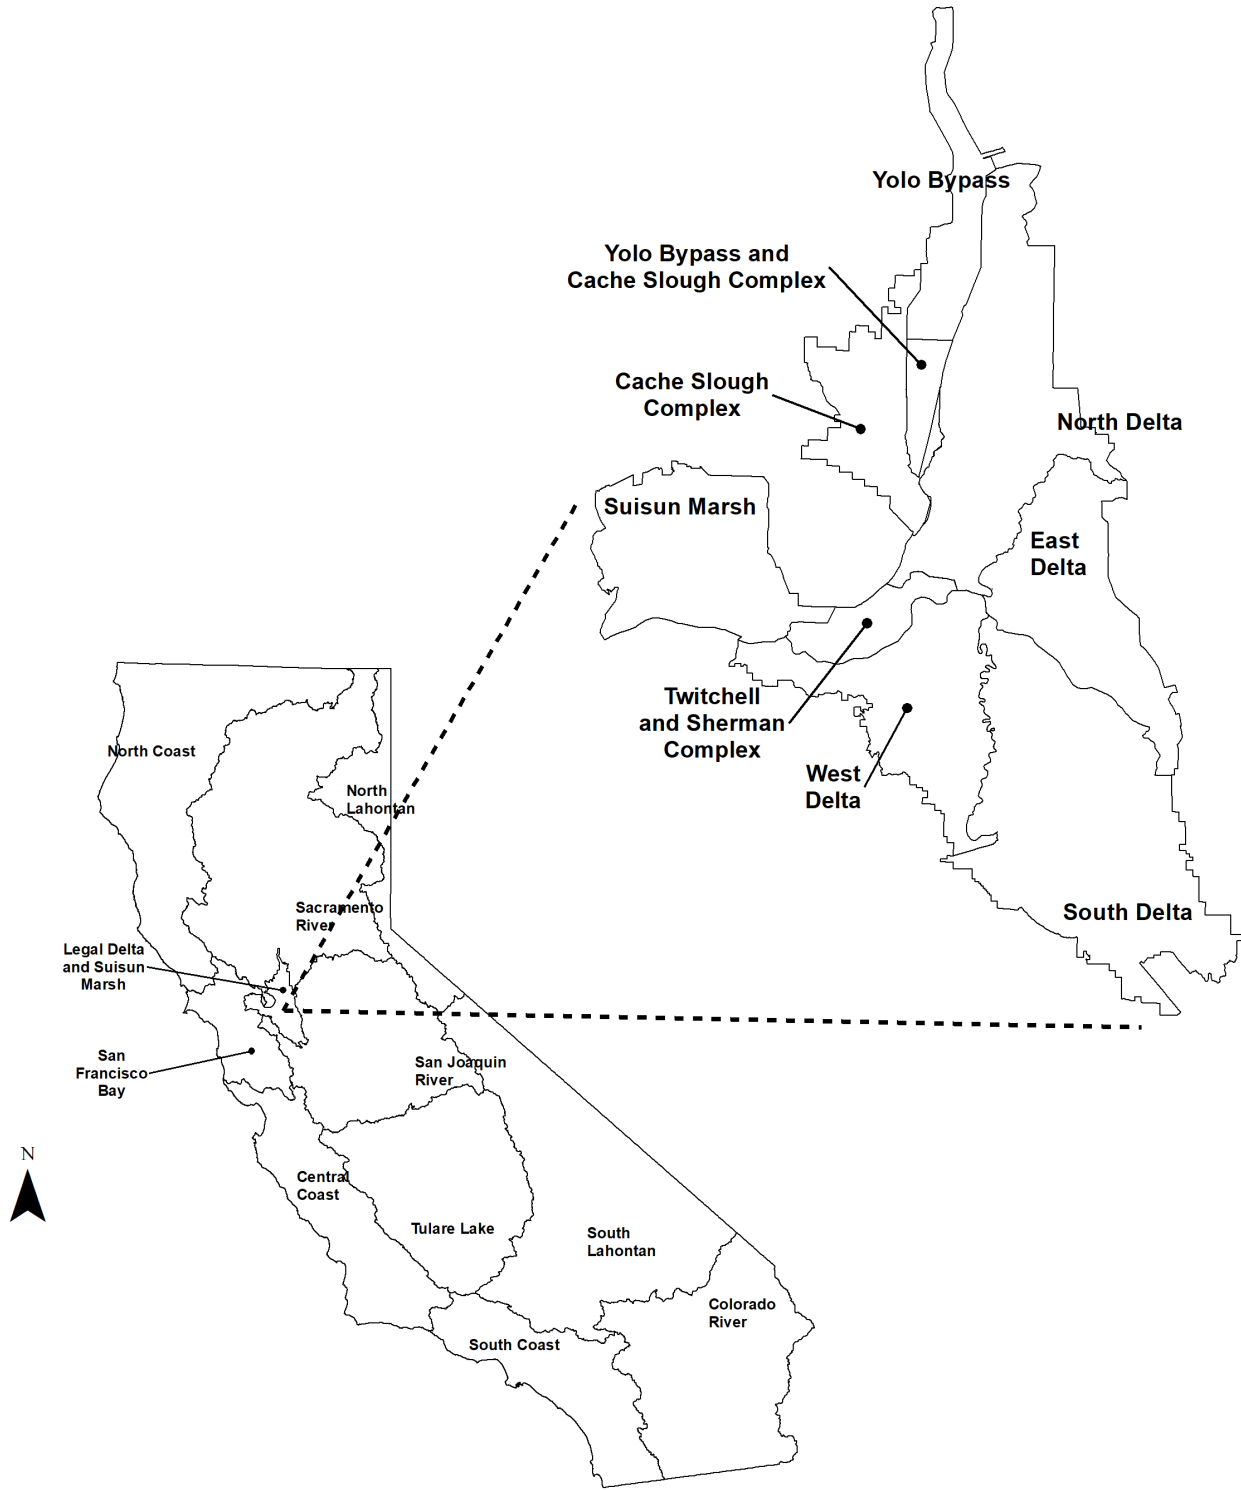 Yolo Bypass
Yolo Bypass and
Cache Slough Complex
Cache Slough
Complex
North Delta
Suisun Marsh
East
Delta
Twitchell
and Sherman
Complex
West
Delta
South Delta
North Coast
North
Lahontan
Sacramento
River
Legal Delta
and Suisun
Marsh
San
Francisco
Bay
San Joaquin
River
N
Central
Coast
Tulare Lake
South
Lahontan
Colorado
River
South Coast